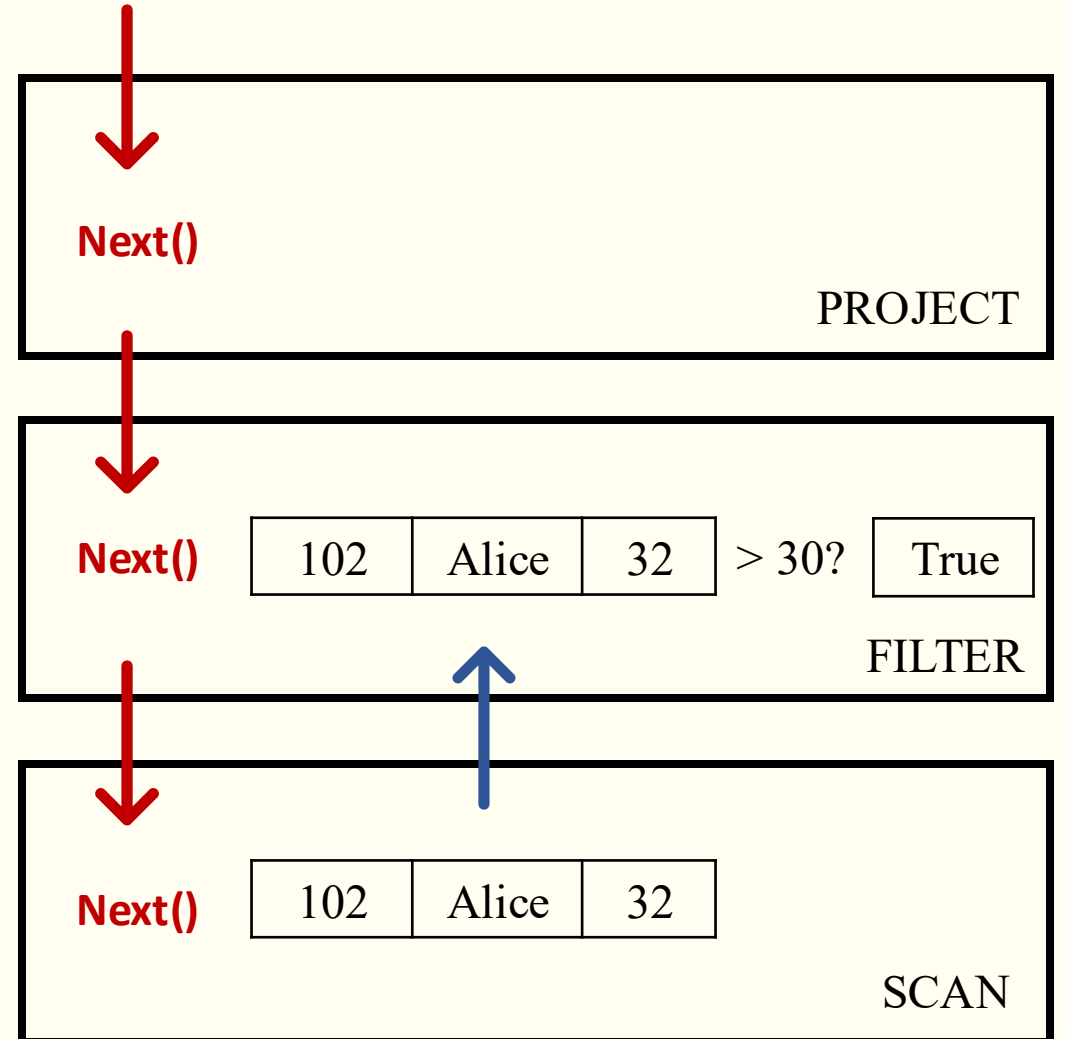 Next()
PROJECT
Next() 102 Alice 32 > 30? True
FILTER
Next() 102 Alice 32
SCAN